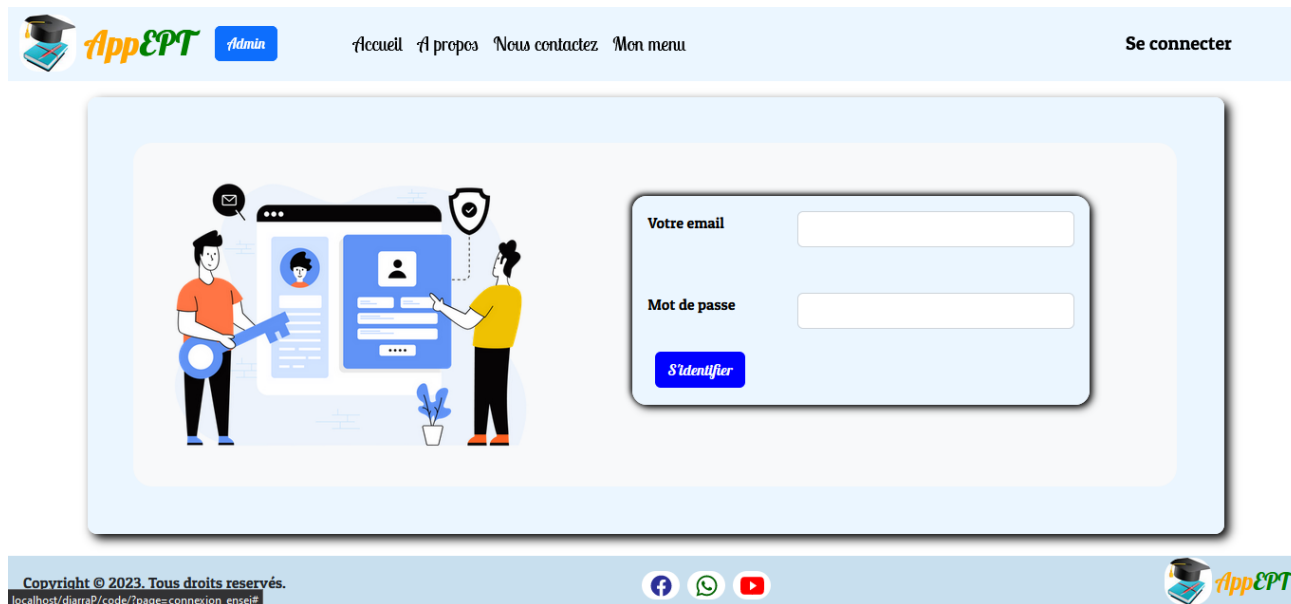 AppEPT Admin Accueil A propos Nous contactez Mon menu Se connecter
Votre email
Mot de passe
S'identifier
Copyright © 2023. Tous droits reservés.
AppEPT
localhost/diarraP/code/?page=connexion_ensei#